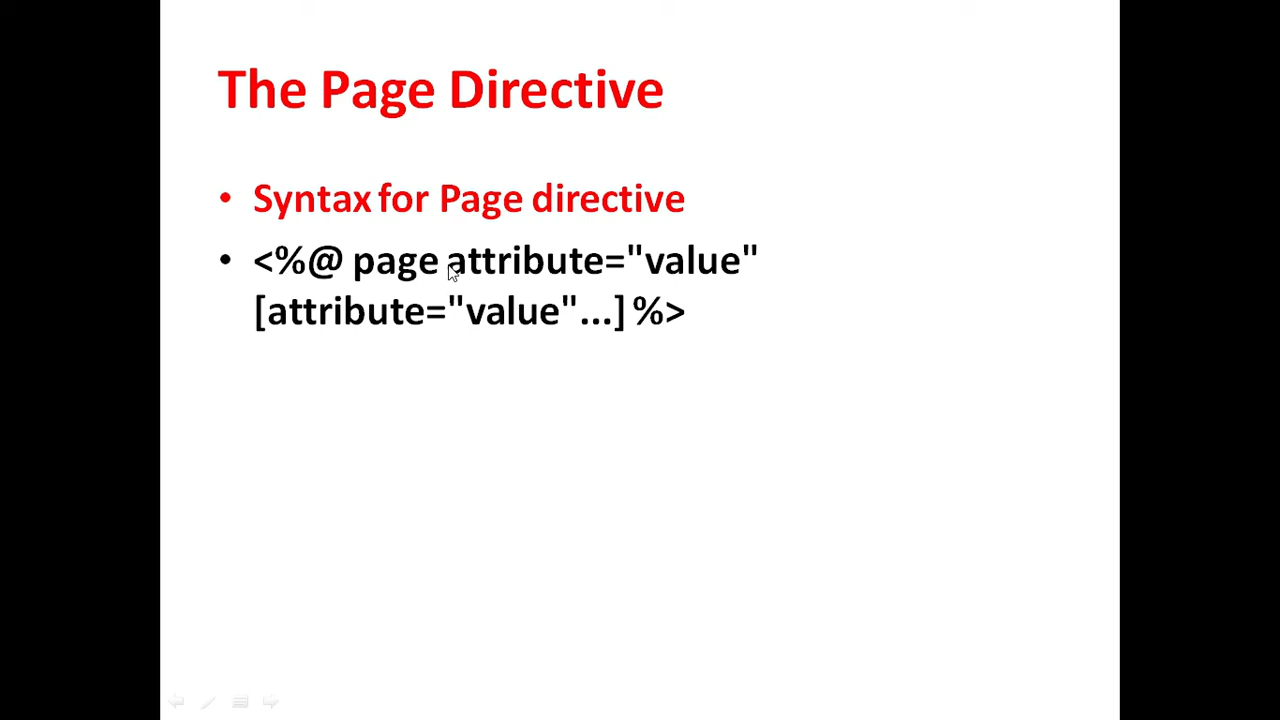 The Page Directive
• Syntax for Page directive
• <%@ page attribute="value"
[attribute="value"...] %>